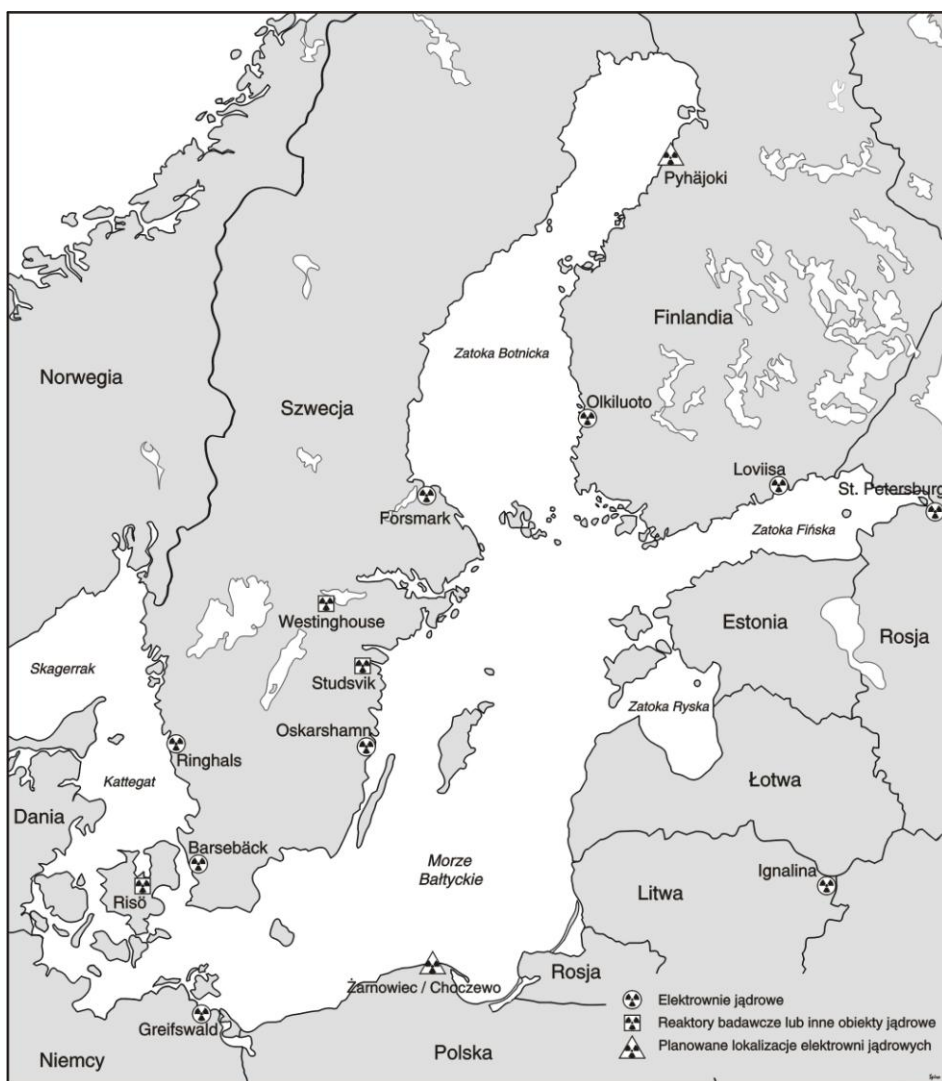 Pyhäjoki
Finlandia
Zatoka Botnicka
Norwegia
Szwecja
Olkiluoto
Loviisa
St. Petersburg
Forsmark
Zatoka Fińska
Westinghouse
Estonia
Rosja
Skagerrak
Studsvik
Zatoka Ryska
Oskarshamn
Ringhals
Kattegat
Łotwa
Dania
Barsebäck
Morze
Bałtyckie
Ignalina
Risö
Litwa
Rosja
Żarnowiec / Choczewo
Greifswald
Niemcy
Polska
Elektrownie jądrowe
Reaktory badawcze lub inne obiekty jądrowe
Planowane lokalizacje elektrowni jądrowych